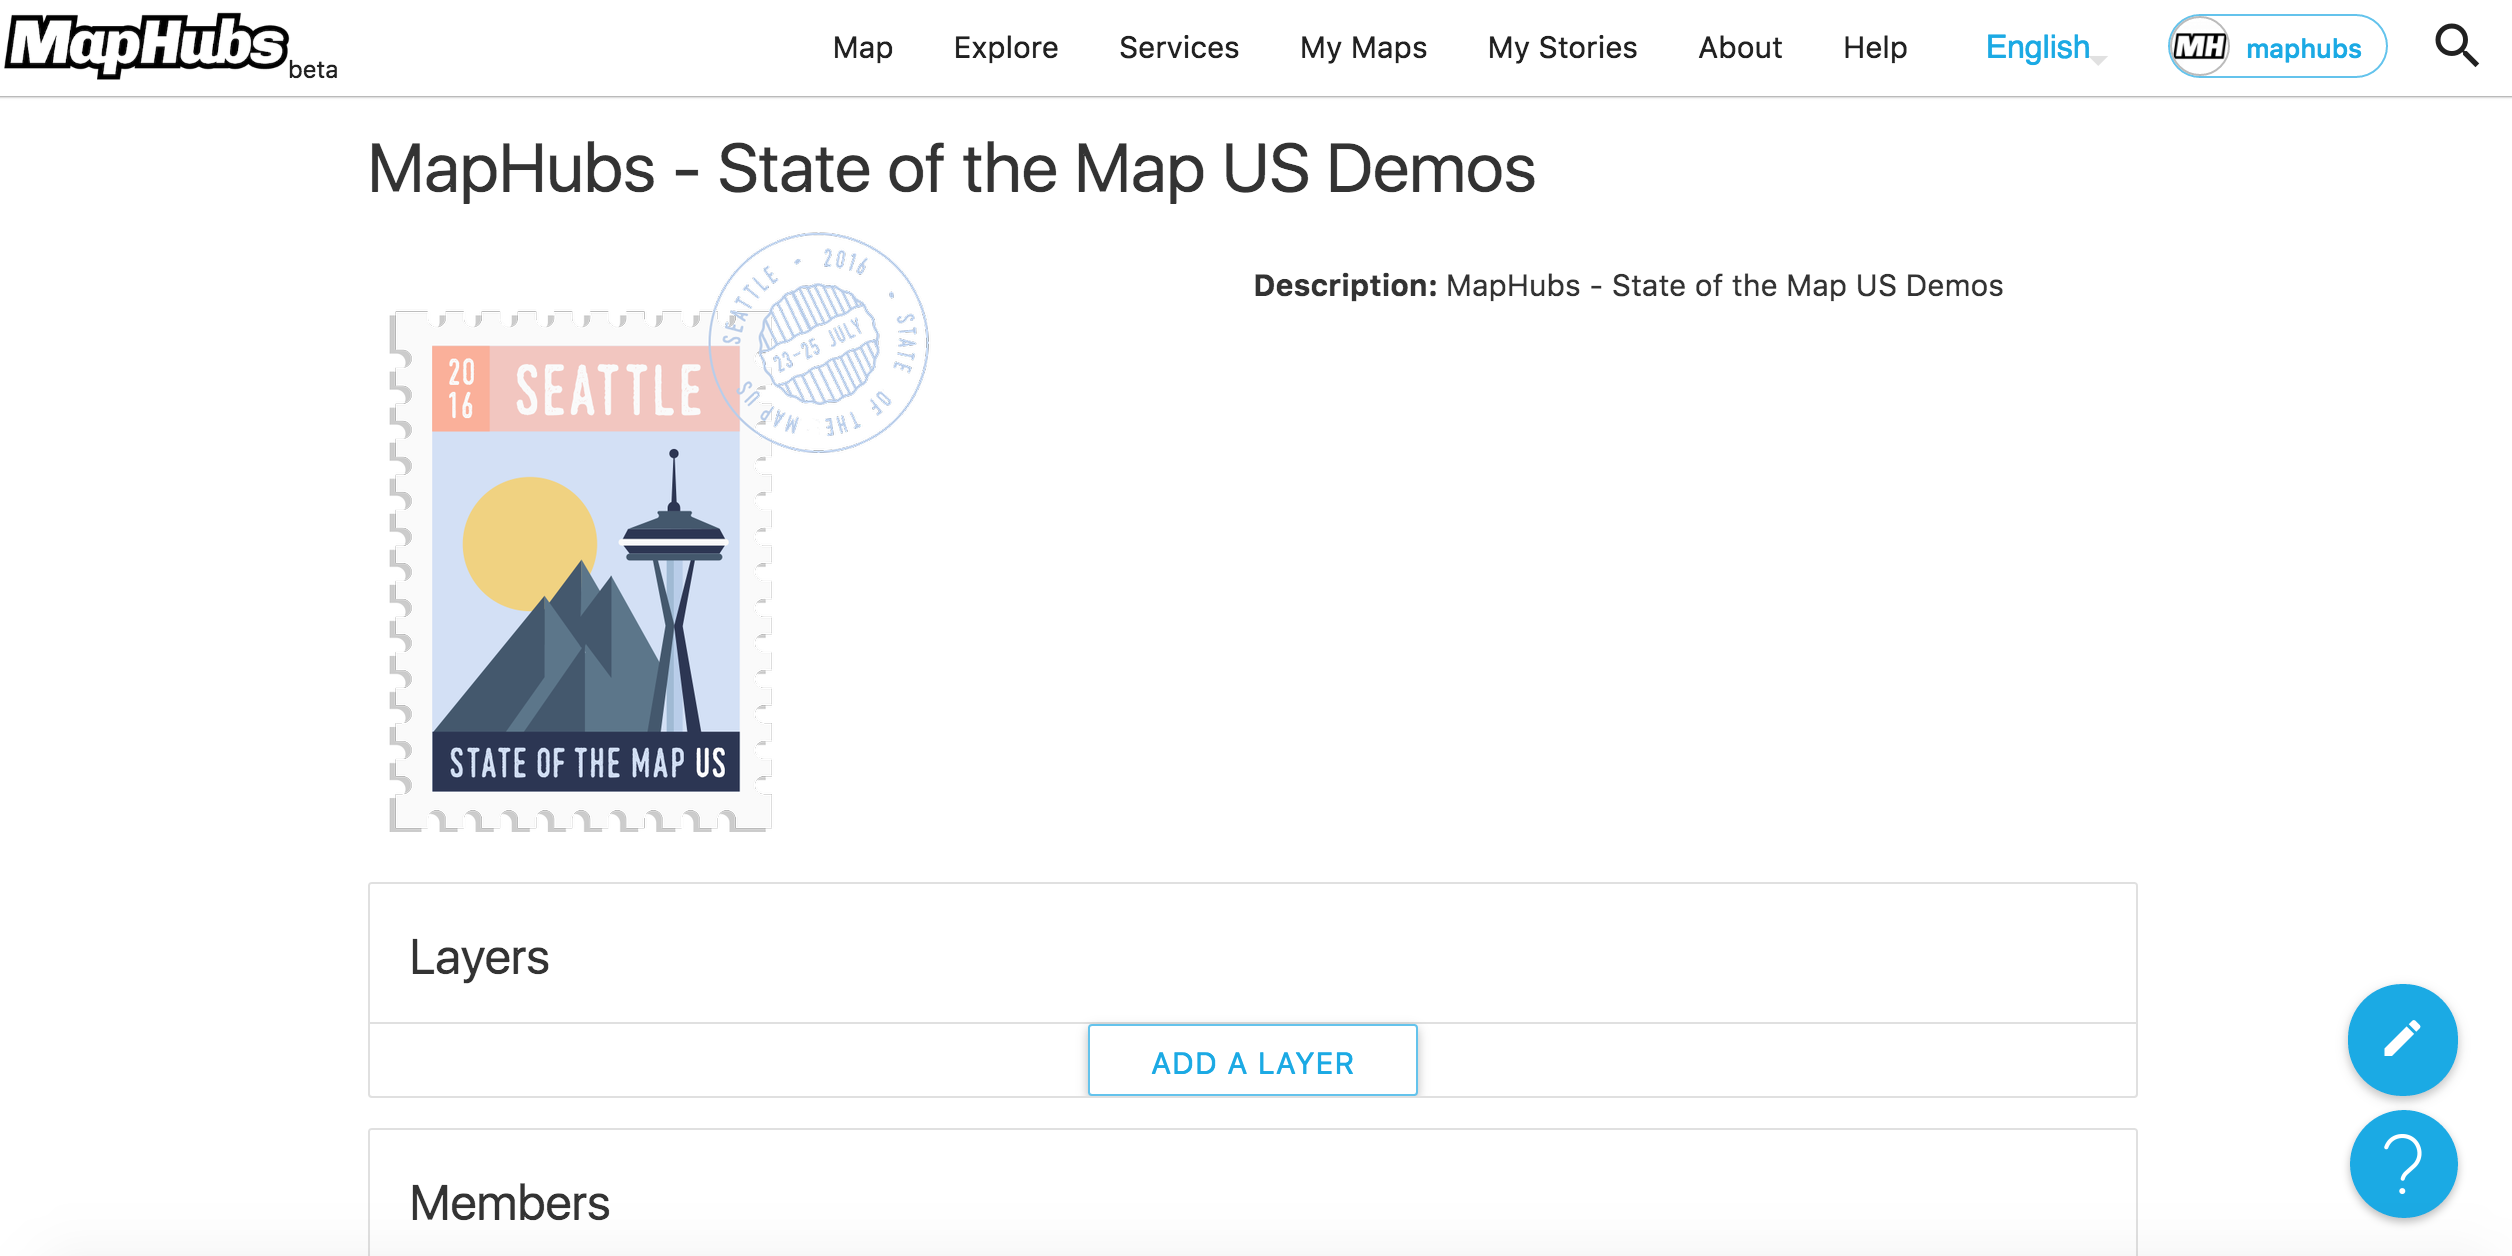 MapHubs beta
Map Explore Services My Maps My Stories About Help English MH maphubs
MapHubs - State of the Map US Demos
SEATTLE • 2016 • STATE OF THE MAP US
23-25 JULY
Description: MapHubs - State of the Map US Demos
20
16
SEATTLE
STATE OF THE MAP US
Layers
ADD A LAYER
Members